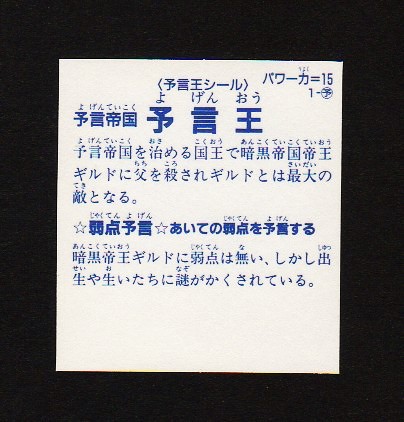 〈予言王シール〉 パワー力=15
1-予
予言帝国 予言王
予言帝国を治める国王で暗黒帝国帝王
ギルドに父を殺されギルドとは最大の
敵となる。
☆弱点予言☆あいての弱点を予言する
暗黒帝王ギルドに弱点は無い、しかし出
生や生いたちに謎がかくされている。